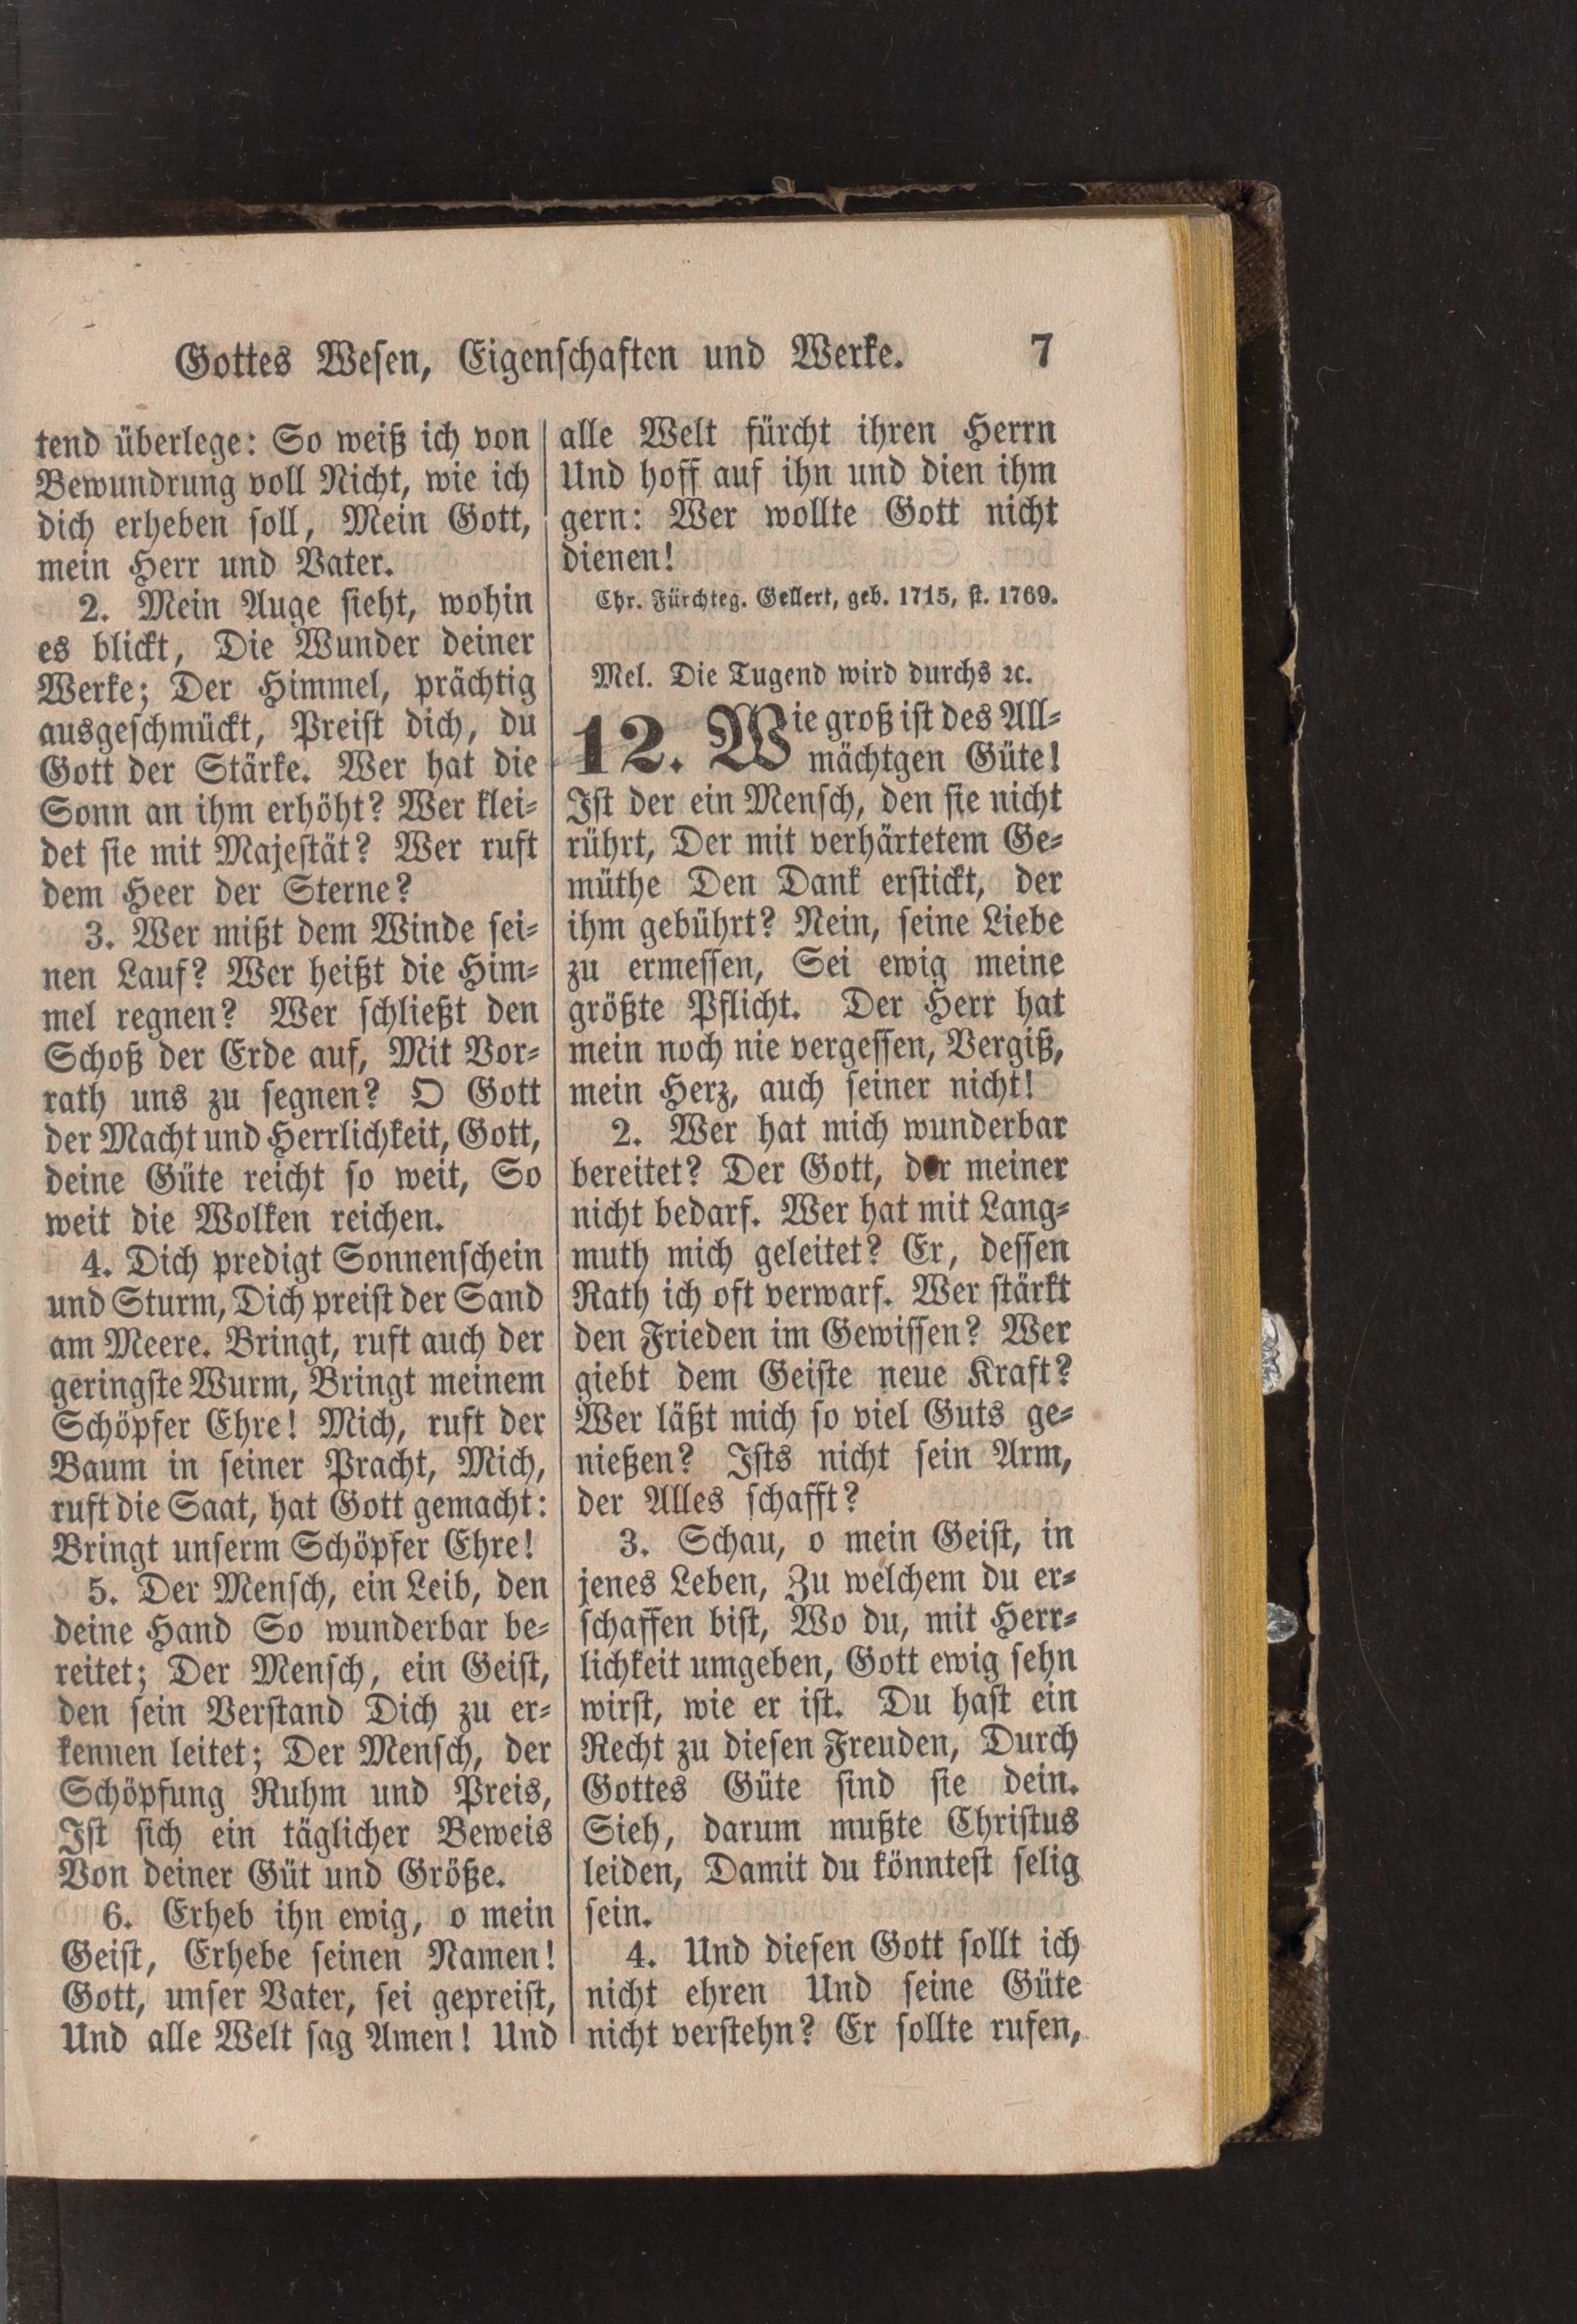 Gottes Wesen, Eigenschaften und Werke. 7
tend überlege: So weiß ich von
Bewundrung voll Nicht, wie ich
dich erheben soll, Mein Gott,
mein Herr und Vater.
2. Mein Auge sieht, wohin
es blickt, Die Wunder deiner
Werke; Der Himmel, prächtig
ausgeschmückt, Preist dich, du
Gott der Stärke. Wer hat die
Sonn an ihm erhöht? Wer klei-
det sie mit Majestät? Wer ruft
dem Heer der Sterne?
3. Wer mißt dem Winde sei-
nen Lauf? Wer heißt die Him-
mel regnen? Wer schließt den
Schoß der Erde auf, Mit Vor-
rath uns zu segnen? O Gott
der Macht und Herrlichkeit, Gott,
deine Güte reicht so weit, So
weit die Wolken reichen.
4. Dich predigt Sonnenschein
und Sturm, Dich preist der Sand
am Meere. Bringt, ruft auch der
geringste Wurm, Bringt meinem
Schöpfer Ehre! Mich, ruft der
Baum in seiner Pracht, Mich,
ruft die Saat, hat Gott gemacht:
Bringt unserm Schöpfer Ehre!
5. Der Mensch, ein Leib, den
deine Hand So wunderbar be-
reitet; Der Mensch, ein Geist,
den sein Verstand Dich zu er-
kennen leitet; Der Mensch, der
Schöpfung Ruhm und Preis,
Ist sich ein täglicher Beweis
Von deiner Güt und Größe.
6. Erheb ihn ewig, o mein
Geist, Erhebe seinen Namen!
Gott, unser Vater, sei gepreist,
Und alle Welt sag Amen! Und
alle Welt fürcht ihren Herrn
Und hoff auf ihn und dien ihm
gern: Wer wollte Gott nicht
dienen!
Chr. Fürchteg. Gellert, geb. 1715, st. 1769.
Mel. Die Tugend wird durchs ꝛc.
12. Wie groß ist des All-
mächtgen Güte!
Ist der ein Mensch, den sie nicht
rührt, Der mit verhärtetem Ge-
müthe Den Dank erstickt, der
ihm gebührt? Nein, seine Liebe
zu ermessen, Sei ewig meine
größte Pflicht. Der Herr hat
mein noch nie vergessen, Vergiß,
mein Herz, auch seiner nicht!
2. Wer hat mich wunderbar
bereitet? Der Gott, der meiner
nicht bedarf. Wer hat mit Lang-
muth mich geleitet? Er, dessen
Rath ich oft verwarf. Wer stärkt
den Frieden im Gewissen? Wer
giebt dem Geiste neue Kraft?
Wer läßt mich so viel Guts ge-
nießen? Ists nicht sein Arm,
der Alles schafft?
3. Schau, o mein Geist, in
jenes Leben, Zu welchem du er-
schaffen bist, Wo du, mit Herr-
lichkeit umgeben, Gott ewig sehn
wirst, wie er ist. Du hast ein
Recht zu diesen Freuden, Durch
Gottes Güte sind sie dein.
Sieh, darum mußte Christus
leiden, Damit du könntest selig
sein.
4. Und diesen Gott sollt ich
nicht ehren Und seine Güte
nicht verstehn? Er sollte rufen,